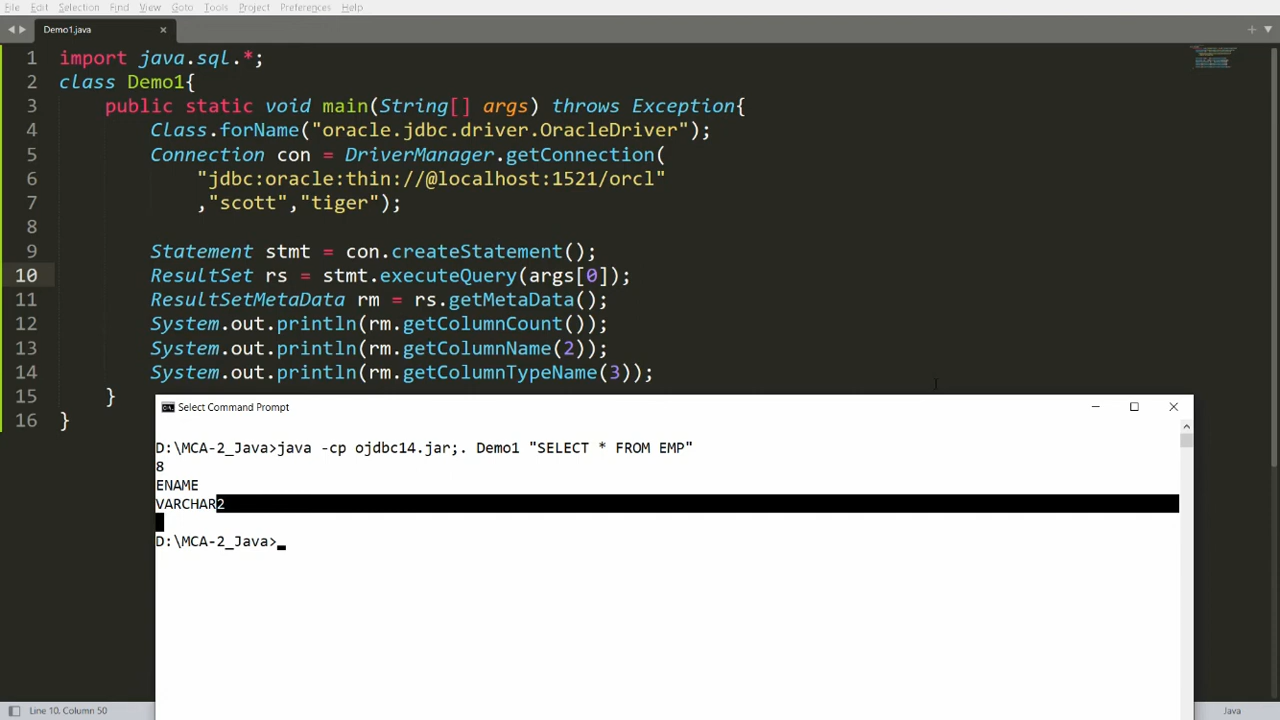 File Edit Selection Find View Goto Tools Project Preferences Help
Demo1.java ×
1 import java.sql.*;
2 class Demo1{
3 public static void main(String[] args) throws Exception{
4 Class.forName("oracle.jdbc.driver.OracleDriver");
5 Connection con = DriverManager.getConnection(
6 "jdbc:oracle:thin://@localhost:1521/orcl"
7 ,"scott","tiger");
8
9 Statement stmt = con.createStatement();
10 ResultSet rs = stmt.executeQuery(args[0]);
11 ResultSetMetaData rm = rs.getMetaData();
12 System.out.println(rm.getColumnCount());
13 System.out.println(rm.getColumnName(2));
14 System.out.println(rm.getColumnTypeName(3));
15 }
16 }
Select Command Prompt
D:\MCA-2_Java>java -cp ojdbc14.jar;. Demo1 "SELECT * FROM EMP"
8
ENAME
VARCHAR2
D:\MCA-2_Java>
Line 10, Column 50 Java